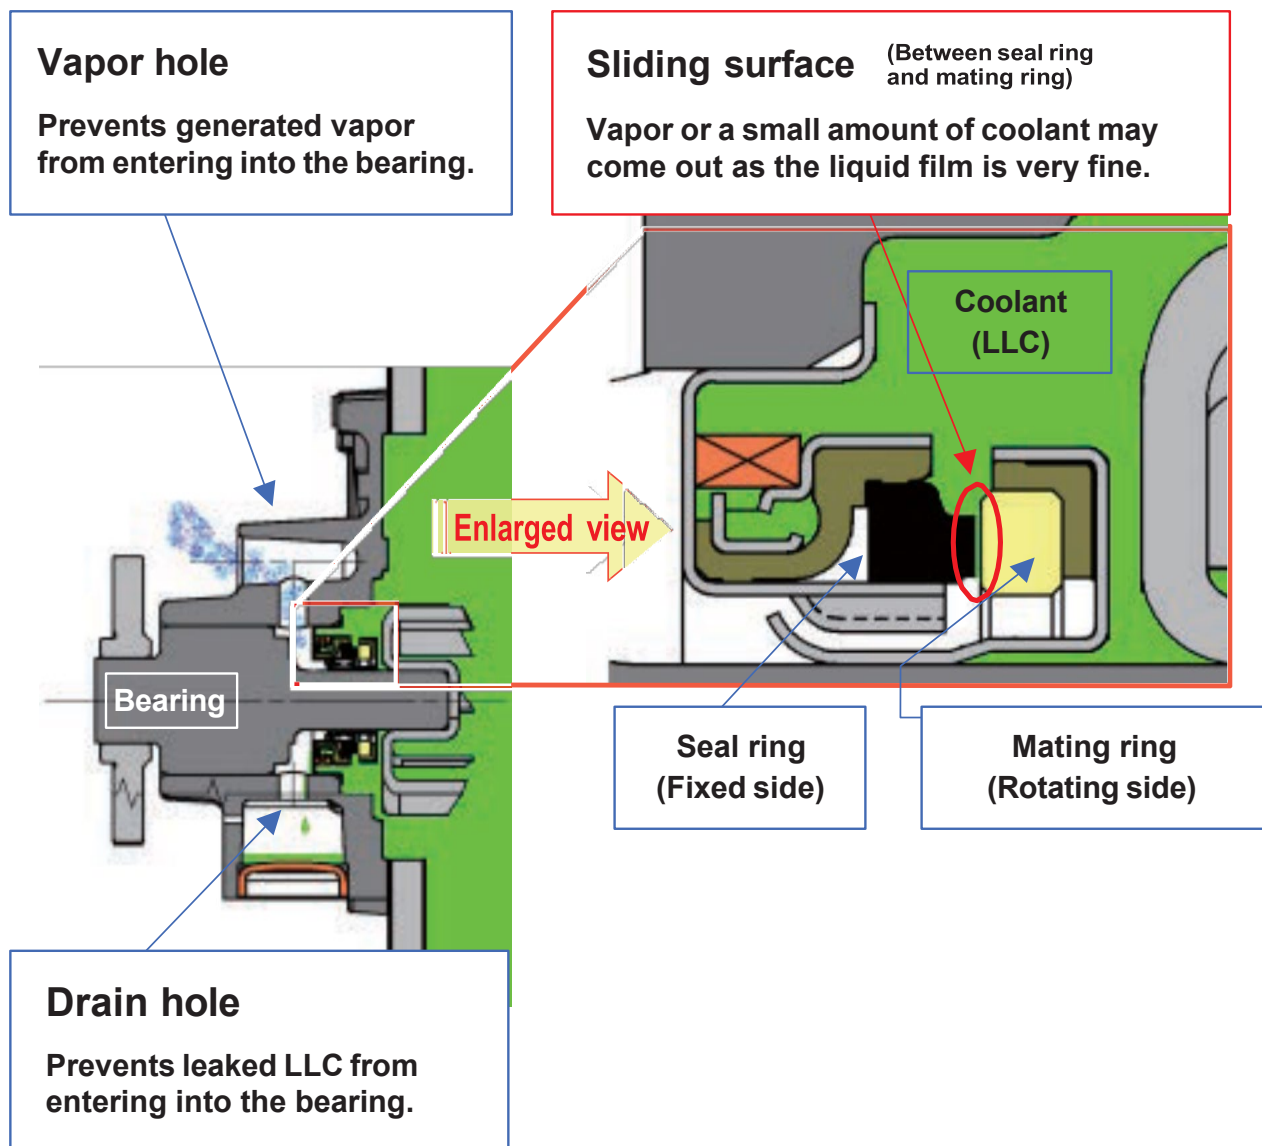 Vapor hole
Prevents generated vapor
from entering into the bearing.
Sliding surface
(Between seal ring
and mating ring)
Vapor or a small amount of coolant may
come out as the liquid film is very fine.
Coolant
(LLC)
Enlarged view
Bearing
Seal ring
(Fixed side)
Mating ring
(Rotating side)
Drain hole
Prevents leaked LLC from
entering into the bearing.